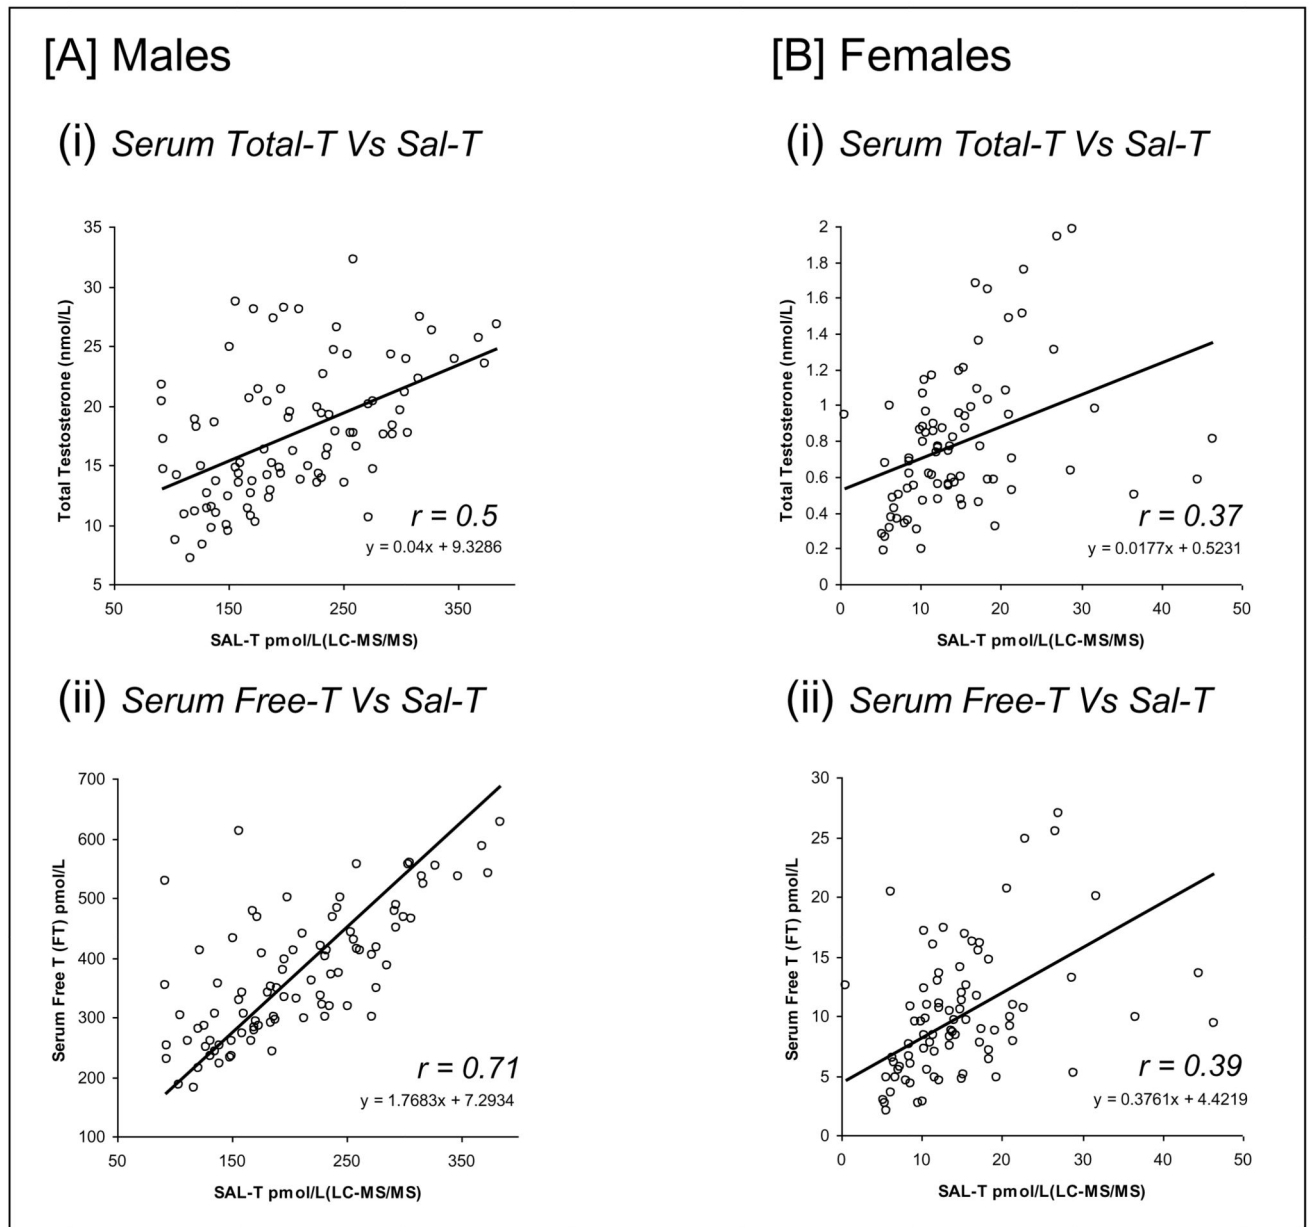 [A] Males
(i) Serum Total-T Vs Sal-T
35
30
25
20
15
10
5
Total Testosterone (nmol/L)
r = 0.5
y = 0.04x + 9.3286
50 150 250 350
SAL-T pmol/L(LC-MS/MS)
(ii) Serum Free-T Vs Sal-T
700
600
500
400
300
200
100
Serum Free T (FT) pmol/L
r = 0.71
y = 1.7683x + 7.2934
50 150 250 350
SAL-T pmol/L(LC-MS/MS)
[B] Females
(i) Serum Total-T Vs Sal-T
2
1.8
1.6
1.4
1.2
1
0.8
0.6
0.4
0.2
0
Total Testosterone (nmol/L)
r = 0.37
y = 0.0177x + 0.5231
0 10 20 30 40 50
SAL-T pmol/L(LC-MS/MS)
(ii) Serum Free-T Vs Sal-T
30
25
20
15
10
5
0
Serum Free T (FT) pmol/L
r = 0.39
y = 0.3761x + 4.4219
0 10 20 30 40 50
SAL-T pmol/L(LC-MS/MS)